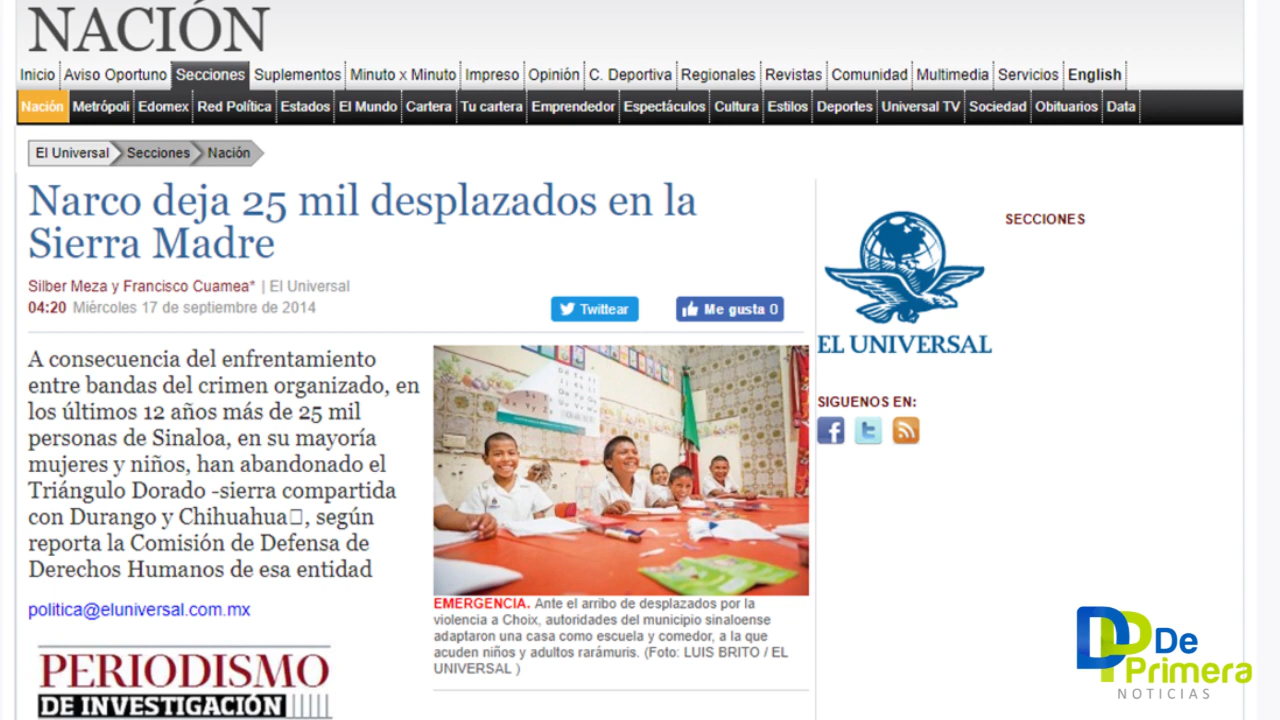 NACIÓN
Inicio Aviso Oportuno Secciones Suplementos Minuto x Minuto Impreso Opinión C. Deportiva Regionales Revistas Comunidad Multimedia Servicios English
Nación Metrópoli Edomex Red Política Estados El Mundo Cartera Tu cartera Emprendedor Espectáculos Cultura Estilos Deportes Universal TV Sociedad Obituarios Data
El Universal Secciones Nación
Narco deja 25 mil desplazados en la
Sierra Madre
Silber Meza y Francisco Cuamea* | El Universal
04:20 Miércoles 17 de septiembre de 2014
Twittear
Me gusta 0
A consecuencia del enfrentamiento
entre bandas del crimen organizado, en
los últimos 12 años más de 25 mil
personas de Sinaloa, en su mayoría
mujeres y niños, han abandonado el
Triángulo Dorado -sierra compartida
con Durango y Chihuahua□, según
reporta la Comisión de Defensa de
Derechos Humanos de esa entidad
politica@eluniversal.com.mx
PERIODISMO
DE INVESTIGACIÓN
EMERGENCIA. Ante el arribo de desplazados por la
violencia a Choix, autoridades del municipio sinaloense
adaptaron una casa como escuela y comedor, a la que
acuden niños y adultos rarámuris. (Foto: LUIS BRITO / EL
UNIVERSAL )
EL UNIVERSAL
SIGUENOS EN:
SECCIONES
DP De
Primera
NOTICIAS